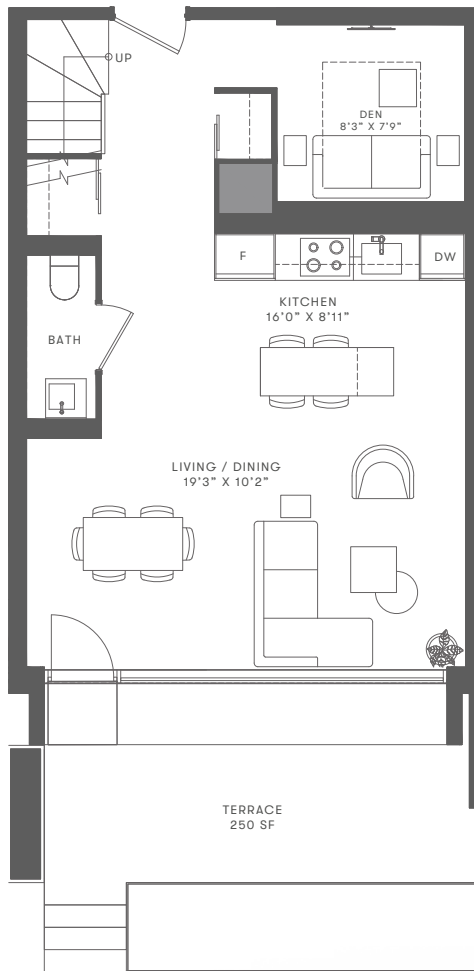 UP
DEN
8'3" X 7'9"
F
DW
KITCHEN
16'0" X 8'11"
BATH
LIVING / DINING
19'3" X 10'2"
TERRACE
250 SF